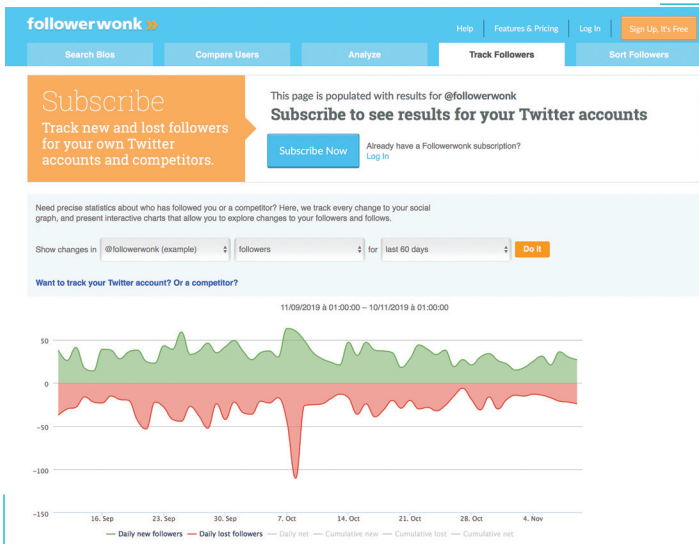 followerwonk »
Help Features & Pricing Log In Sign Up, It's Free
Search Bios Compare Users Analyze Track Followers Sort Followers
Subscribe
Track new and lost followers
for your own Twitter
accounts and competitors.
This page is populated with results for @followerwonk
Subscribe to see results for your Twitter accounts
Subscribe Now
Already have a Followerwonk subscription?
Log In
Need precise statistics about who has followed you or a competitor? Here, we track every change to your social
graph, and present interactive charts that allow you to explore changes to your followers and follows.
Show changes in @followerwonk (example) followers for last 60 days Do it
Want to track your Twitter account? Or a competitor?
11/09/2019 à 01:00:00 – 10/11/2019 à 01:00:00
50
0
−50
−100
−150
16. Sep 23. Sep 30. Sep 7. Oct 14. Oct 21. Oct 28. Oct 4. Nov
Daily new followers Daily lost followers Daily net Cumulative new Cumulative lost Cumulative net